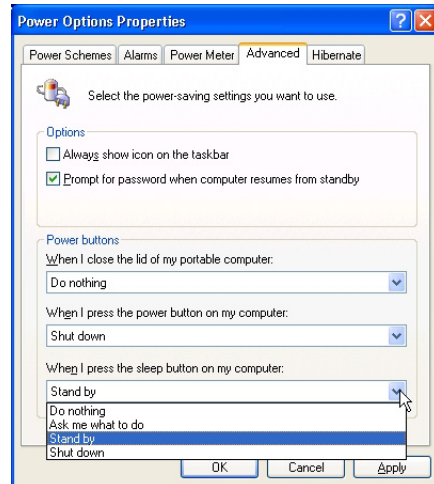 Power Options Properties
Power Schemes Alarms Power Meter Advanced Hibernate
Select the power-saving settings you want to use.
Options
Always show icon on the taskbar
Prompt for password when computer resumes from standby
Power buttons
When I close the lid of my portable computer:
Do nothing
When I press the power button on my computer:
Shut down
When I press the sleep button on my computer:
Stand by
Do nothing
Ask me what to do
Stand by
Shut down
OK Cancel Apply